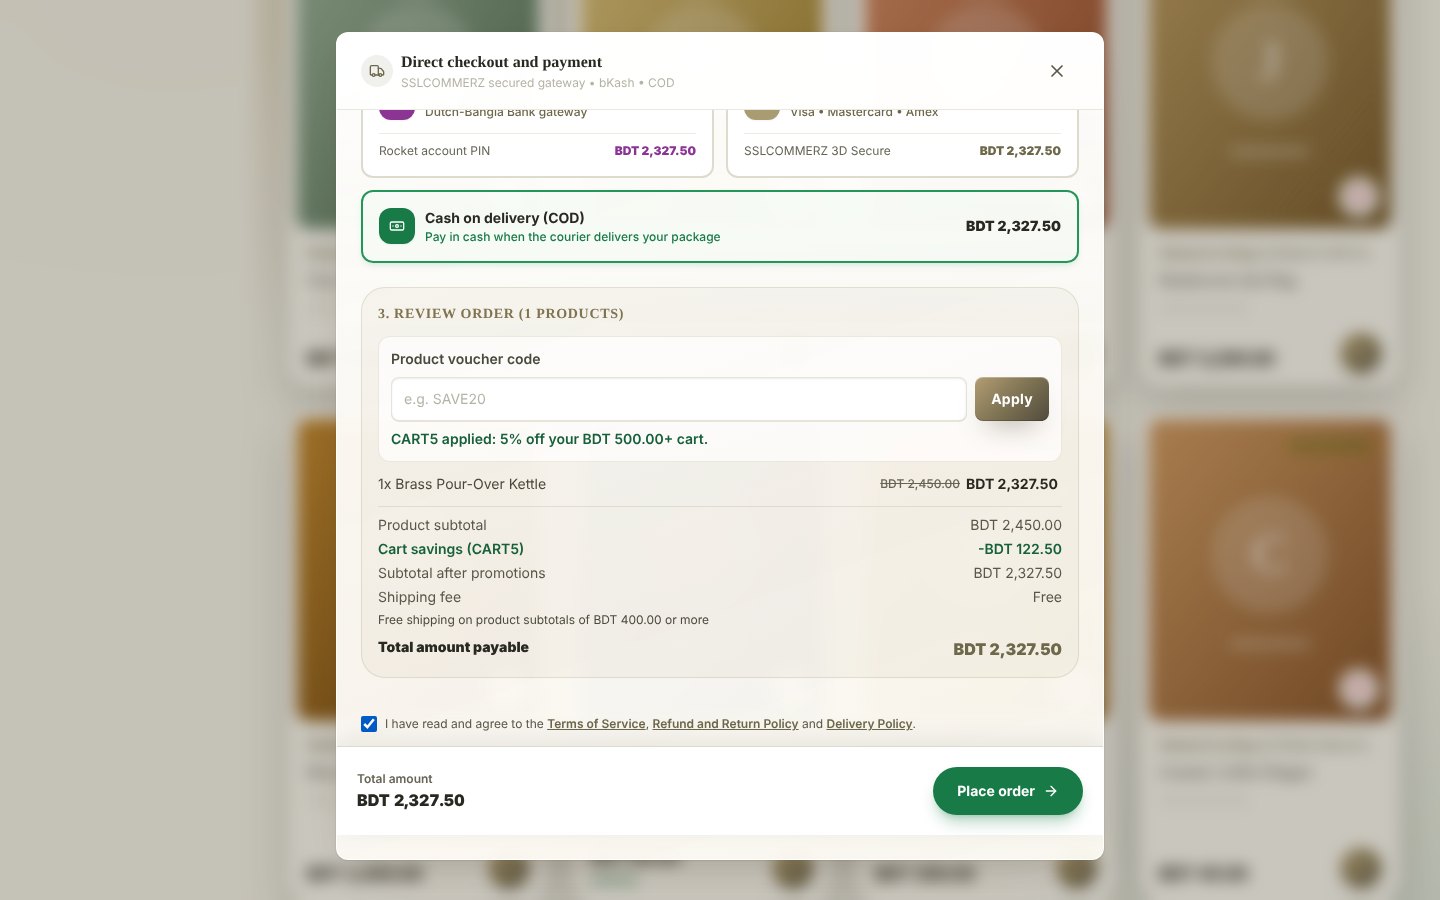 Direct checkout and payment
SSLCOMMERZ secured gateway • bKash • COD
Dutch-Bangla Bank gateway
Visa • Mastercard • Amex
Rocket account PIN
BDT 2,327.50
SSLCOMMERZ 3D Secure
BDT 2,327.50
Cash on delivery (COD)
Pay in cash when the courier delivers your package
BDT 2,327.50
3. REVIEW ORDER (1 PRODUCTS)
Product voucher code
e.g. SAVE20
Apply
CART5 applied: 5% off your BDT 500.00+ cart.
1x Brass Pour-Over Kettle
BDT 2,450.00 BDT 2,327.50
Product subtotal
BDT 2,450.00
Cart savings (CART5)
-BDT 122.50
Subtotal after promotions
BDT 2,327.50
Shipping fee
Free
Free shipping on product subtotals of BDT 400.00 or more
Total amount payable
BDT 2,327.50
I have read and agree to the Terms of Service, Refund and Return Policy and Delivery Policy.
Total amount
BDT 2,327.50
Place order